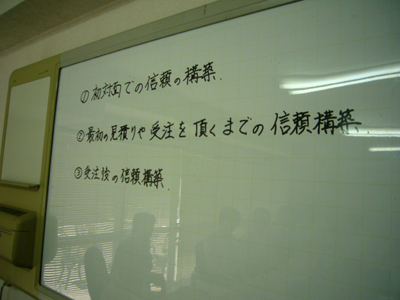 ①初対面での信頼の構築.
②最初の見積りや受注を頂くまでの信頼構築.
③受注後の信頼構築.